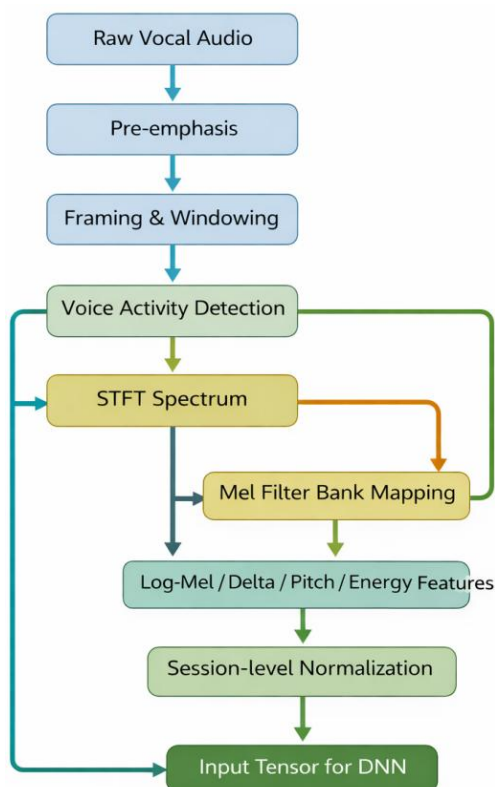 Raw Vocal Audio
Pre-emphasis
Framing & Windowing
Voice Activity Detection
STFT Spectrum
Mel Filter Bank Mapping
Log-Mel / Delta / Pitch / Energy Features
Session-level Normalization
Input Tensor for DNN